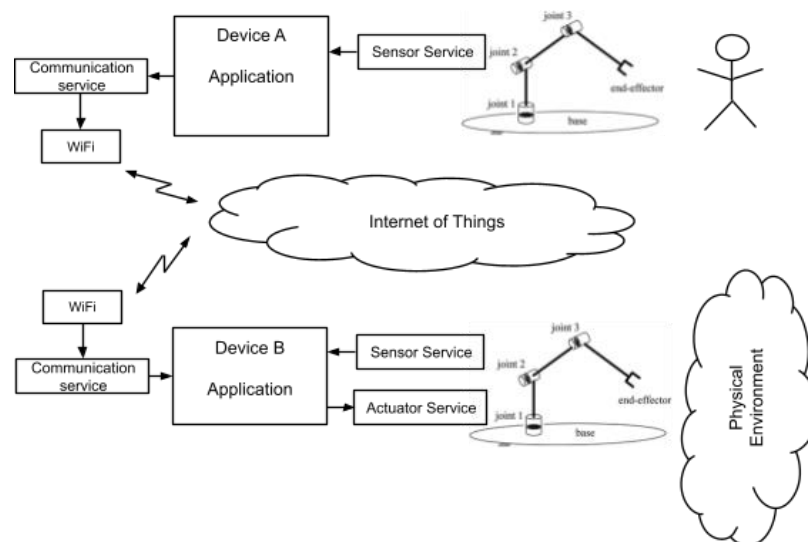 Device A
Application
Sensor Service
Communication
service
WiFi
joint 3
joint 2
joint 1
end-effector
base
Internet of Things
WiFi
Communication
service
Device B
Application
Sensor Service
Actuator Service
joint 3
joint 2
joint 1
end-effector
base
Physical
Environment